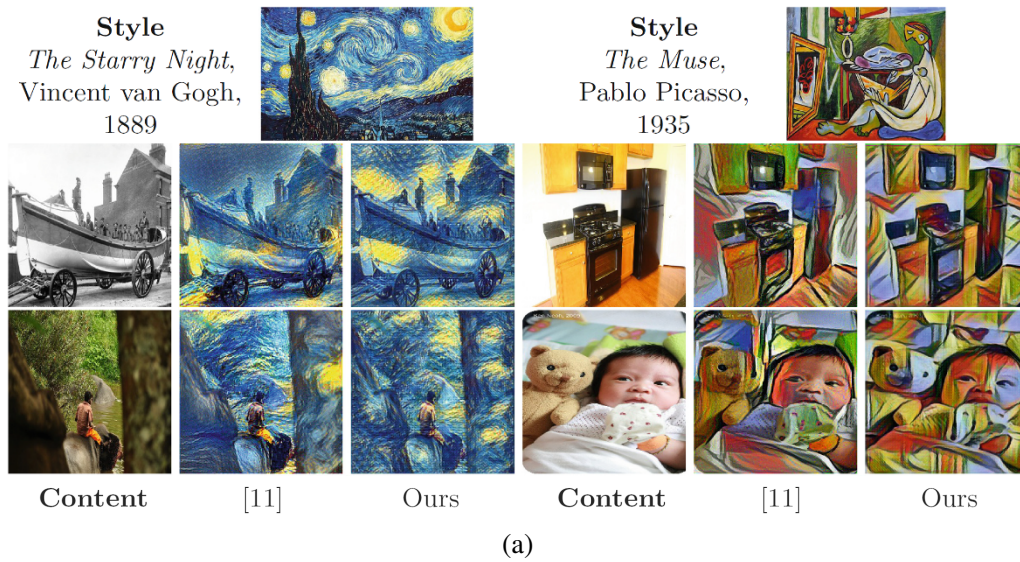 Style
The Starry Night,
Vincent van Gogh,
1889
Style
The Muse,
Pablo Picasso,
1935
Content
[11]
Ours
Content
[11]
Ours
(a)